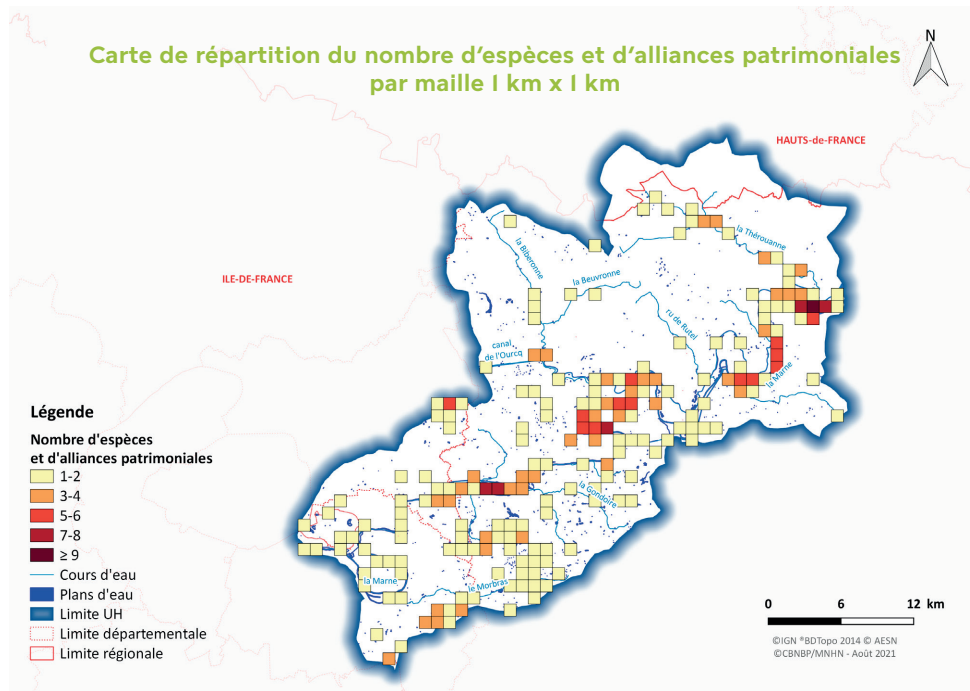 Carte de répartition du nombre d'espèces et d'alliances patrimoniales
par maille 1 km x 1 km
N
HAUTS-de-FRANCE
ILE-DE-FRANCE
la Thérouanne
la Biberonne
la Beuvronne
ru de Rutel
canal
de l'Ourcq
la Marne
la Gondoire
la Marne
le Morbras
Légende
Nombre d'espèces
et d'alliances patrimoniales
1-2
3-4
5-6
7-8
≥ 9
Cours d'eau
Plans d'eau
Limite UH
Limite départementale
Limite régionale
0 6 12 km
©IGN ®BDTopo 2014 © AESN
©CBNBP/MNHN - Août 2021